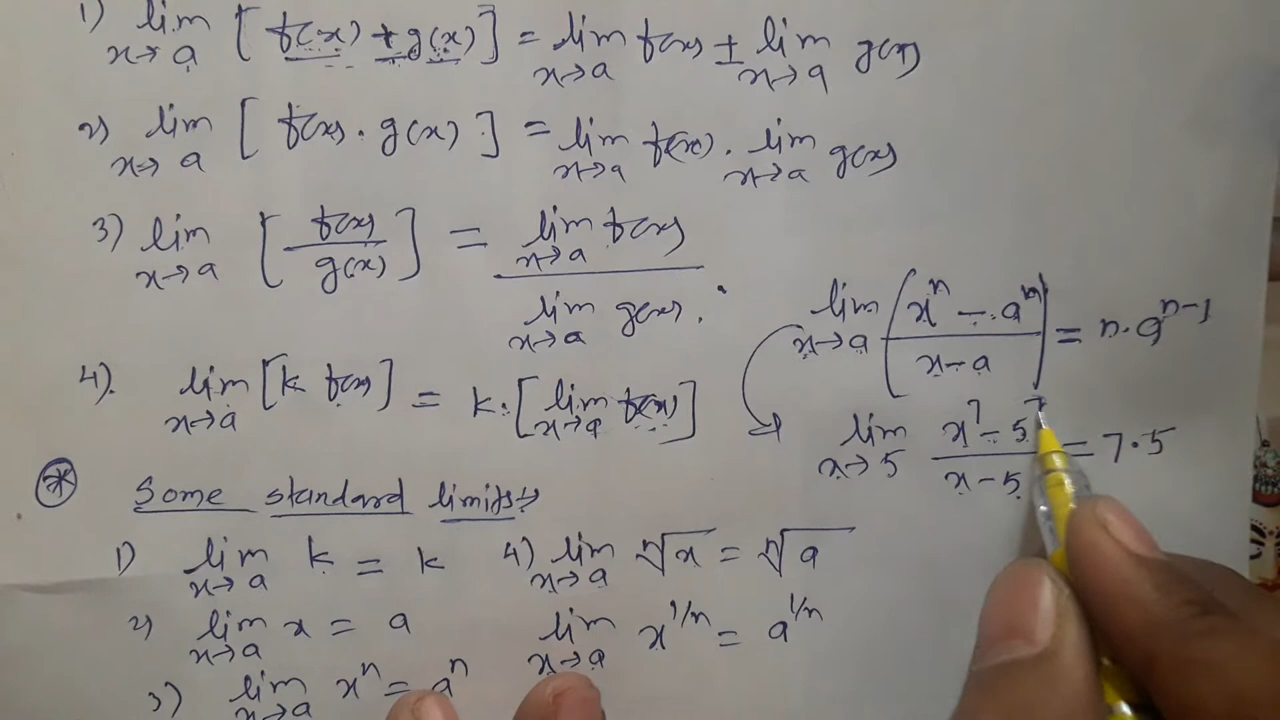 1) lim x→a [f(x) ± g(x)] = lim x→a f(x) ± lim x→a g(x)
2) lim x→a [f(x) · g(x)] = lim x→a f(x) · lim x→a g(x)
3) lim x→a [f(x)/g(x)] = lim x→a f(x) / lim x→a g(x).
lim x→a (xⁿ − aⁿ / x−a) = n·aⁿ⁻¹
4). lim x→a [k f(x)] = k·[lim x→a f(x)]
→ lim x→5 x⁷ − 5⁷ / x − 5 = 7·5
* Some standard limits:→
1) lim x→a k = k
4) lim x→a ⁿ√x = ⁿ√a
2) lim x→a x = a
lim x→a x^1/n = a^1/n
3) lim x→a xⁿ = aⁿ